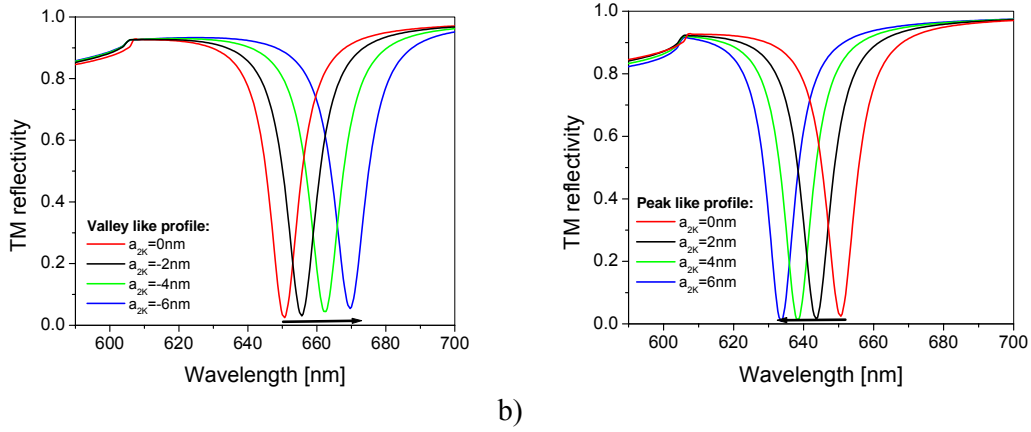 1.0
0.8
0.6
0.4
0.2
0.0
TM reflectivity
Valley like profile:
a2K=0nm
a2K=-2nm
a2K=-4nm
a2K=-6nm
600 620 640 660 680 700
Wavelength [nm]
1.0
0.8
0.6
0.4
0.2
0.0
TM reflectivity
Peak like profile:
a2K=0nm
a2K=2nm
a2K=4nm
a2K=6nm
600 620 640 660 680 700
Wavelength [nm]
b)